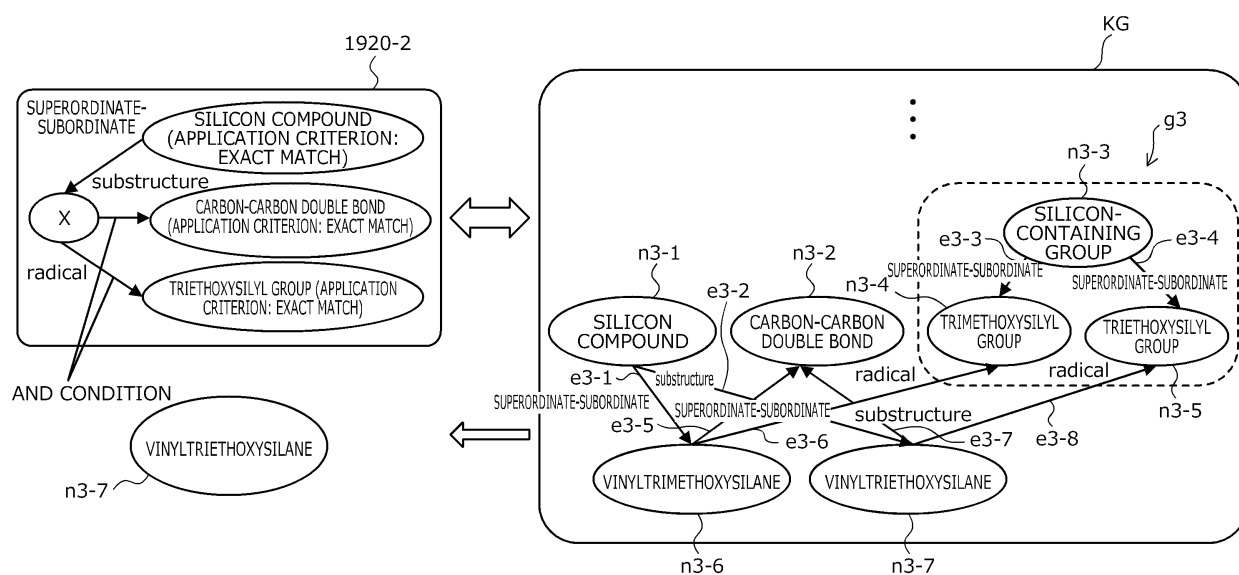 1920-2
SUPERORDINATE-
SUBORDINATE
SILICON COMPOUND
(APPLICATION CRITERION:
EXACT MATCH)
substructure
X
CARBON-CARBON DOUBLE BOND
(APPLICATION CRITERION: EXACT MATCH)
radical
TRIETHOXYSILYL GROUP (APPLICATION
CRITERION: EXACT MATCH)
AND CONDITION
VINYLTRIETHOXYSILANE
n3-7
KG
g3
n3-3
SILICON-
CONTAINING
GROUP
e3-3
e3-4
SUPERORDINATE-SUBORDINATE
SUPERORDINATE-SUBORDINATE
n3-1
n3-2
n3-4
e3-2
SILICON
COMPOUND
CARBON-CARBON
DOUBLE BOND
TRIMETHOXYSILYL
GROUP
TRIETHOXYSILYL
GROUP
e3-1
substructure
radical
radical
n3-5
SUPERORDINATE-SUBORDINATE
SUPERORDINATE-SUBORDINATE
substructure
e3-5
e3-6
e3-7
e3-8
VINYLTRIMETHOXYSILANE
VINYLTRIETHOXYSILANE
n3-6
n3-7